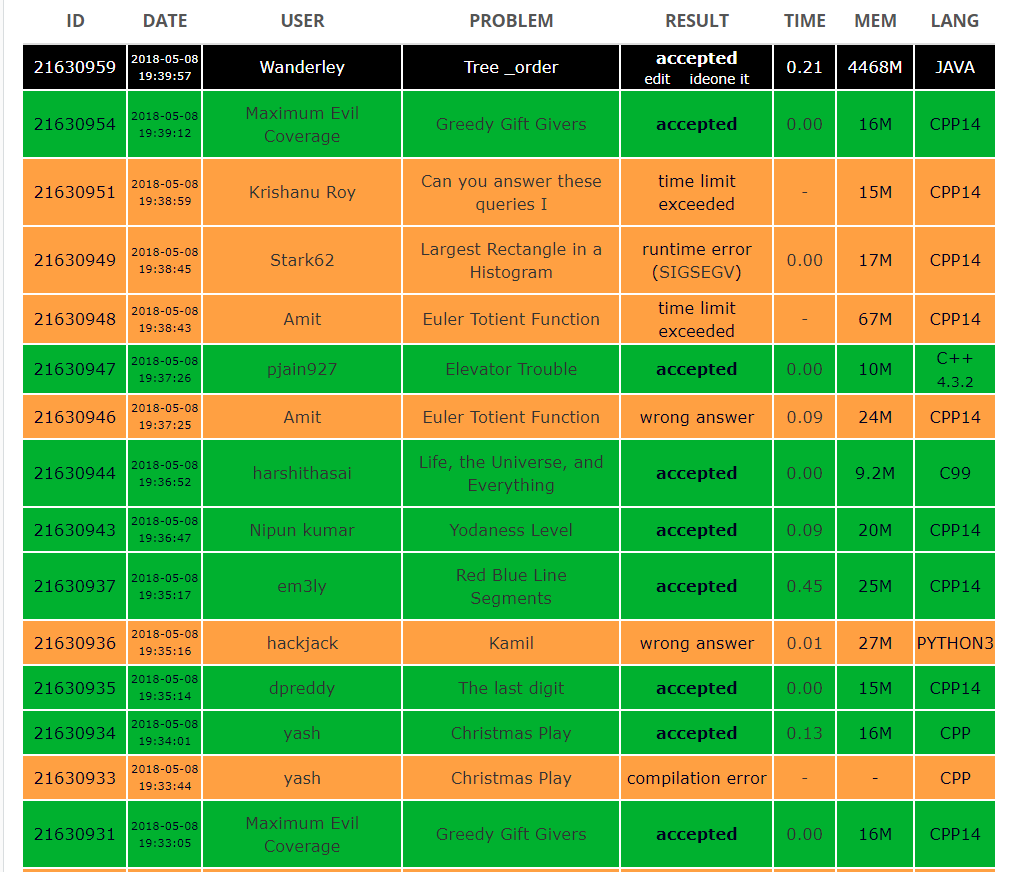 ID DATE USER PROBLEM RESULT TIME MEM LANG
21630959 2018-05-08 19:39:57 Wanderley Tree _order accepted edit ideone it 0.21 4468M JAVA
21630954 2018-05-08 19:39:12 Maximum Evil Coverage Greedy Gift Givers accepted 0.00 16M CPP14
21630951 2018-05-08 19:38:59 Krishanu Roy Can you answer these queries I time limit exceeded - 15M CPP14
21630949 2018-05-08 19:38:45 Stark62 Largest Rectangle in a Histogram runtime error (SIGSEGV) 0.00 17M CPP14
21630948 2018-05-08 19:38:43 Amit Euler Totient Function time limit exceeded - 67M CPP14
21630947 2018-05-08 19:37:26 pjain927 Elevator Trouble accepted 0.00 10M C++ 4.3.2
21630946 2018-05-08 19:37:25 Amit Euler Totient Function wrong answer 0.09 24M CPP14
21630944 2018-05-08 19:36:52 harshithasai Life, the Universe, and Everything accepted 0.00 9.2M C99
21630943 2018-05-08 19:36:47 Nipun kumar Yodaness Level accepted 0.09 20M CPP14
21630937 2018-05-08 19:35:17 em3ly Red Blue Line Segments accepted 0.45 25M CPP14
21630936 2018-05-08 19:35:16 hackjack Kamil wrong answer 0.01 27M PYTHON3
21630935 2018-05-08 19:35:14 dpreddy The last digit accepted 0.00 15M CPP14
21630934 2018-05-08 19:34:01 yash Christmas Play accepted 0.13 16M CPP
21630933 2018-05-08 19:33:44 yash Christmas Play compilation error - - CPP
21630931 2018-05-08 19:33:05 Maximum Evil Coverage Greedy Gift Givers accepted 0.00 16M CPP14